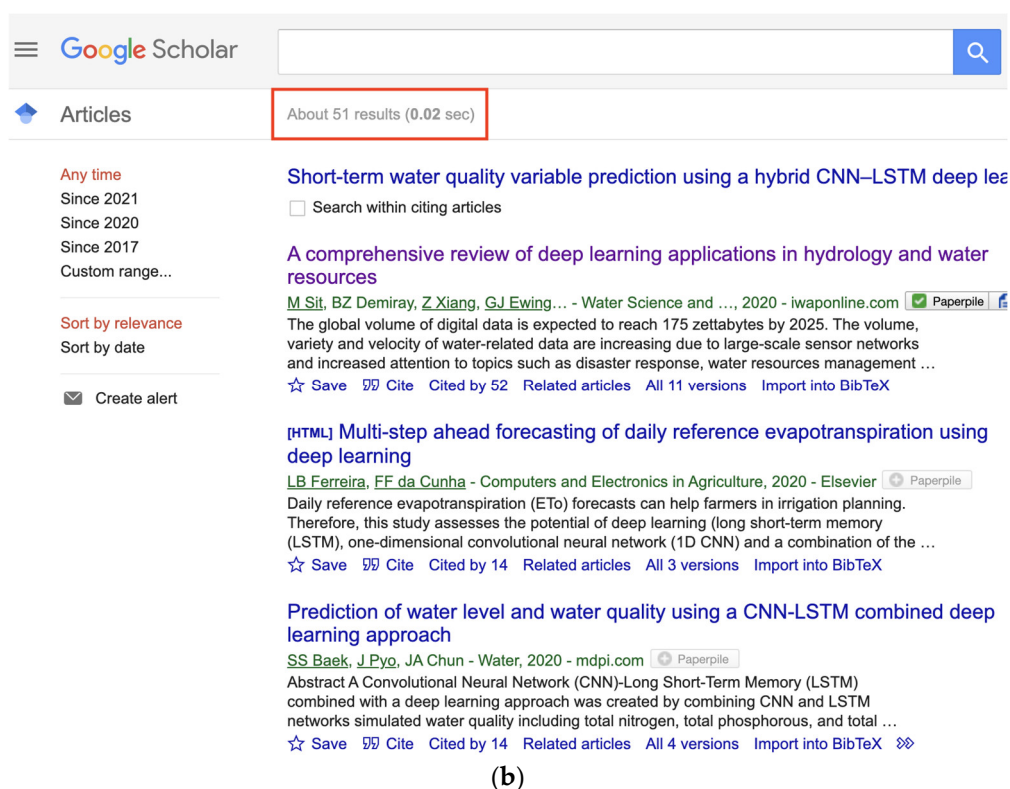 Google Scholar
Articles
About 51 results (0.02 sec)
Any time
Since 2021
Since 2020
Since 2017
Custom range...
Sort by relevance
Sort by date
Create alert
Short-term water quality variable prediction using a hybrid CNN–LSTM deep lea
Search within citing articles
A comprehensive review of deep learning applications in hydrology and water
resources
M Sit, BZ Demiray, Z Xiang, GJ Ewing… - Water Science and …, 2020 - iwaponline.com Paperpile
The global volume of digital data is expected to reach 175 zettabytes by 2025. The volume,
variety and velocity of water-related data are increasing due to large-scale sensor networks
and increased attention to topics such as disaster response, water resources management …
Save Cite Cited by 52 Related articles All 11 versions Import into BibTeX
[HTML] Multi-step ahead forecasting of daily reference evapotranspiration using
deep learning
LB Ferreira, FF da Cunha - Computers and Electronics in Agriculture, 2020 - Elsevier Paperpile
Daily reference evapotranspiration (ETo) forecasts can help farmers in irrigation planning.
Therefore, this study assesses the potential of deep learning (long short-term memory
(LSTM), one-dimensional convolutional neural network (1D CNN) and a combination of the …
Save Cite Cited by 14 Related articles All 3 versions Import into BibTeX
Prediction of water level and water quality using a CNN-LSTM combined deep
learning approach
SS Baek, J Pyo, JA Chun - Water, 2020 - mdpi.com Paperpile
Abstract A Convolutional Neural Network (CNN)-Long Short-Term Memory (LSTM)
combined with a deep learning approach was created by combining CNN and LSTM
networks simulated water quality including total nitrogen, total phosphorous, and total …
Save Cite Cited by 14 Related articles All 4 versions Import into BibTeX
(b)